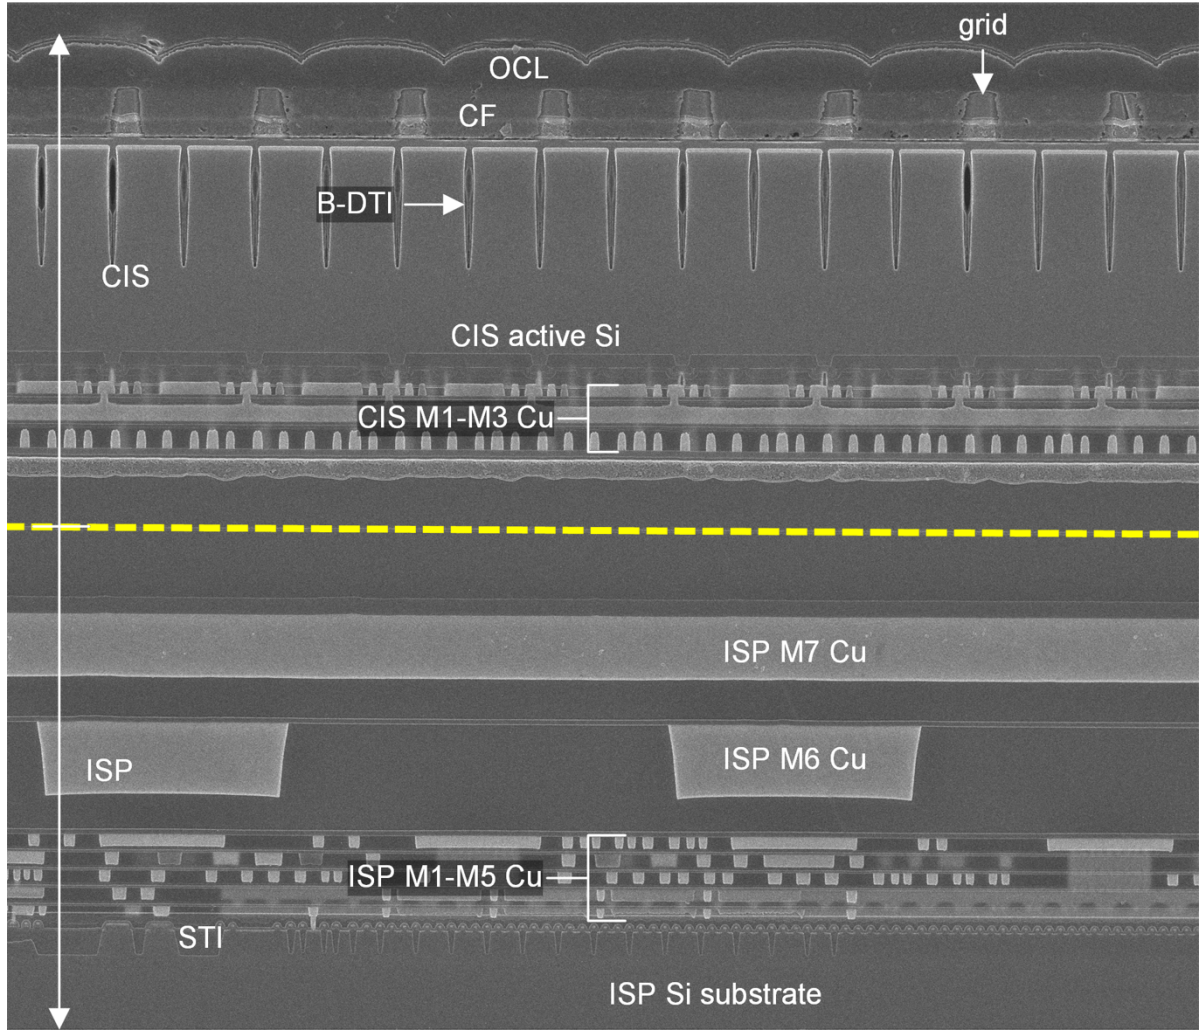 grid
OCL
CF
B-DTI
CIS
CIS active Si
CIS M1-M3 Cu
ISP M7 Cu
ISP
ISP M6 Cu
ISP M1-M5 Cu
STI
ISP Si substrate